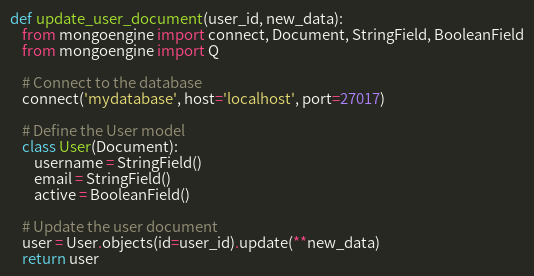 def update_user_document(user_id, new_data):
    from mongoengine import connect, Document, StringField, BooleanField
    from mongoengine import Q

    # Connect to the database
    connect('mydatabase', host='localhost', port=27017)

    # Define the User model
    class User(Document):
        username = StringField()
        email = StringField()
        active = BooleanField()

    # Update the user document
    user = User.objects(id=user_id).update(**new_data)
    return user